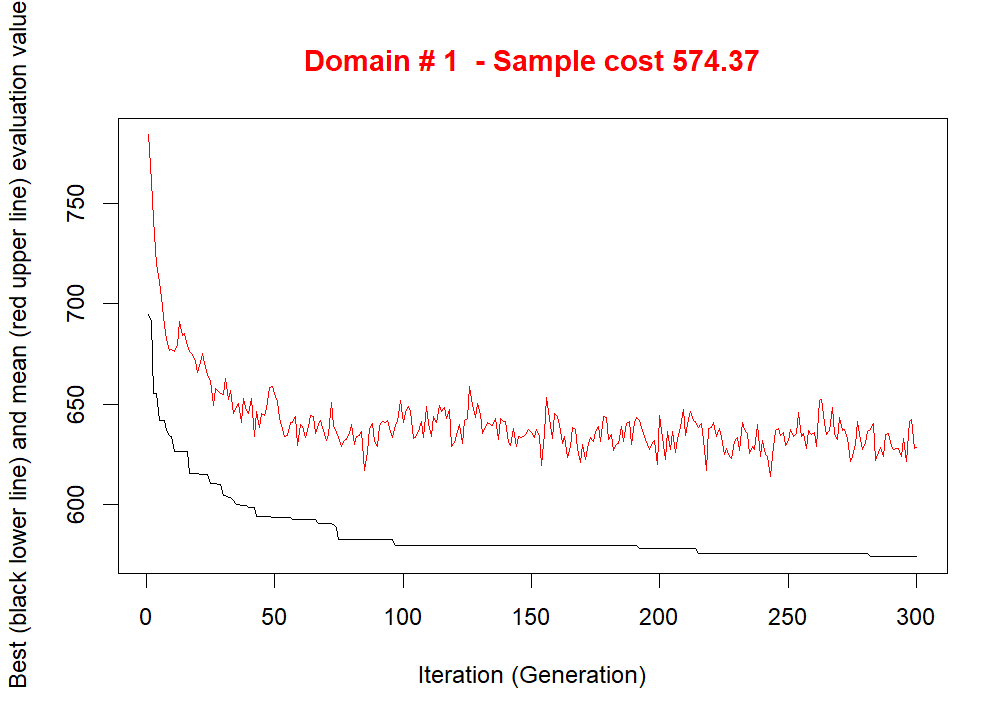 Domain # 1  - Sample cost 574.37
Best (black lower line) and mean (red upper line) evaluation value
750
700
650
600
0 50 100 150 200 250 300
Iteration (Generation)